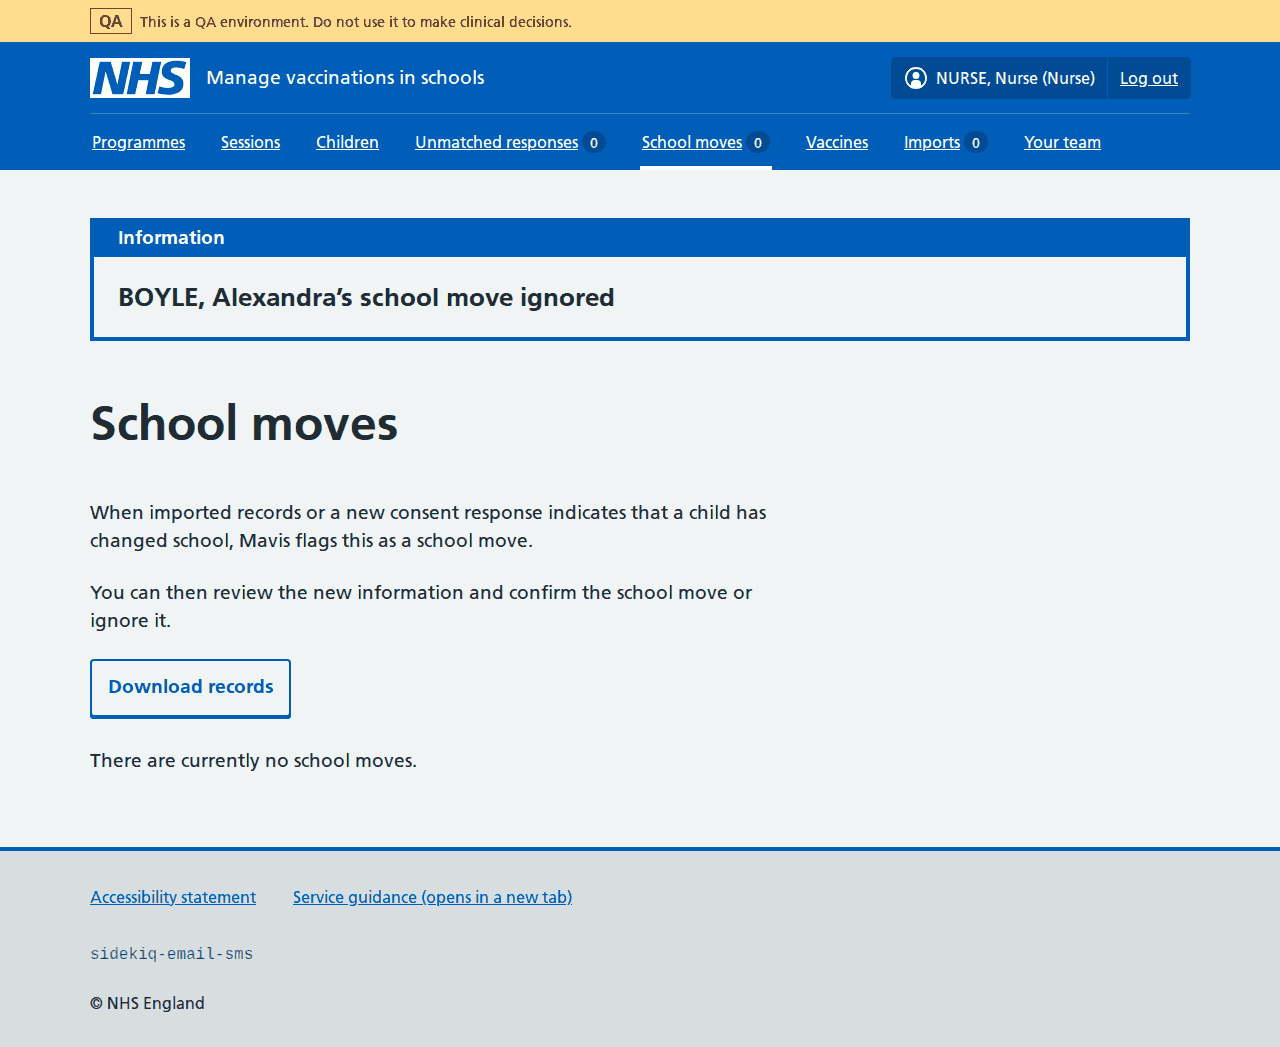 QA This is a QA environment. Do not use it to make clinical decisions.
NHS Manage vaccinations in schools NURSE, Nurse (Nurse) Log out
Programmes Sessions Children Unmatched responses 0 School moves 0 Vaccines Imports 0 Your team
Information
BOYLE, Alexandra’s school move ignored
School moves
When imported records or a new consent response indicates that a child has
changed school, Mavis flags this as a school move.
You can then review the new information and confirm the school move or
ignore it.
Download records
There are currently no school moves.
Accessibility statement Service guidance (opens in a new tab)
sidekiq-email-sms
© NHS England